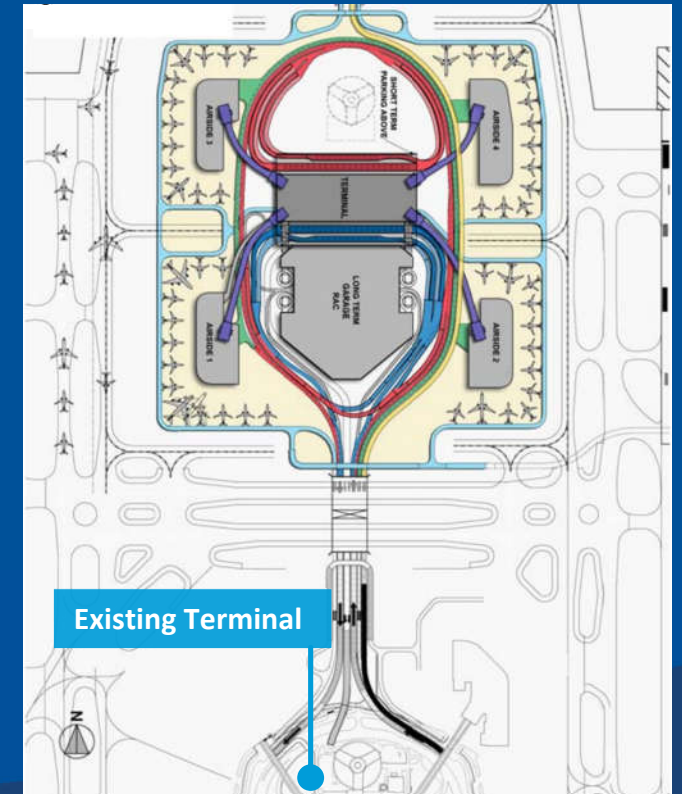 SHORT TERM
PARKING ABOVE
AIRSIDE 3
AIRSIDE 4
TERMINAL
LONG TERM
GARAGE
RAC
AIRSIDE 1
AIRSIDE 2
Existing Terminal
N